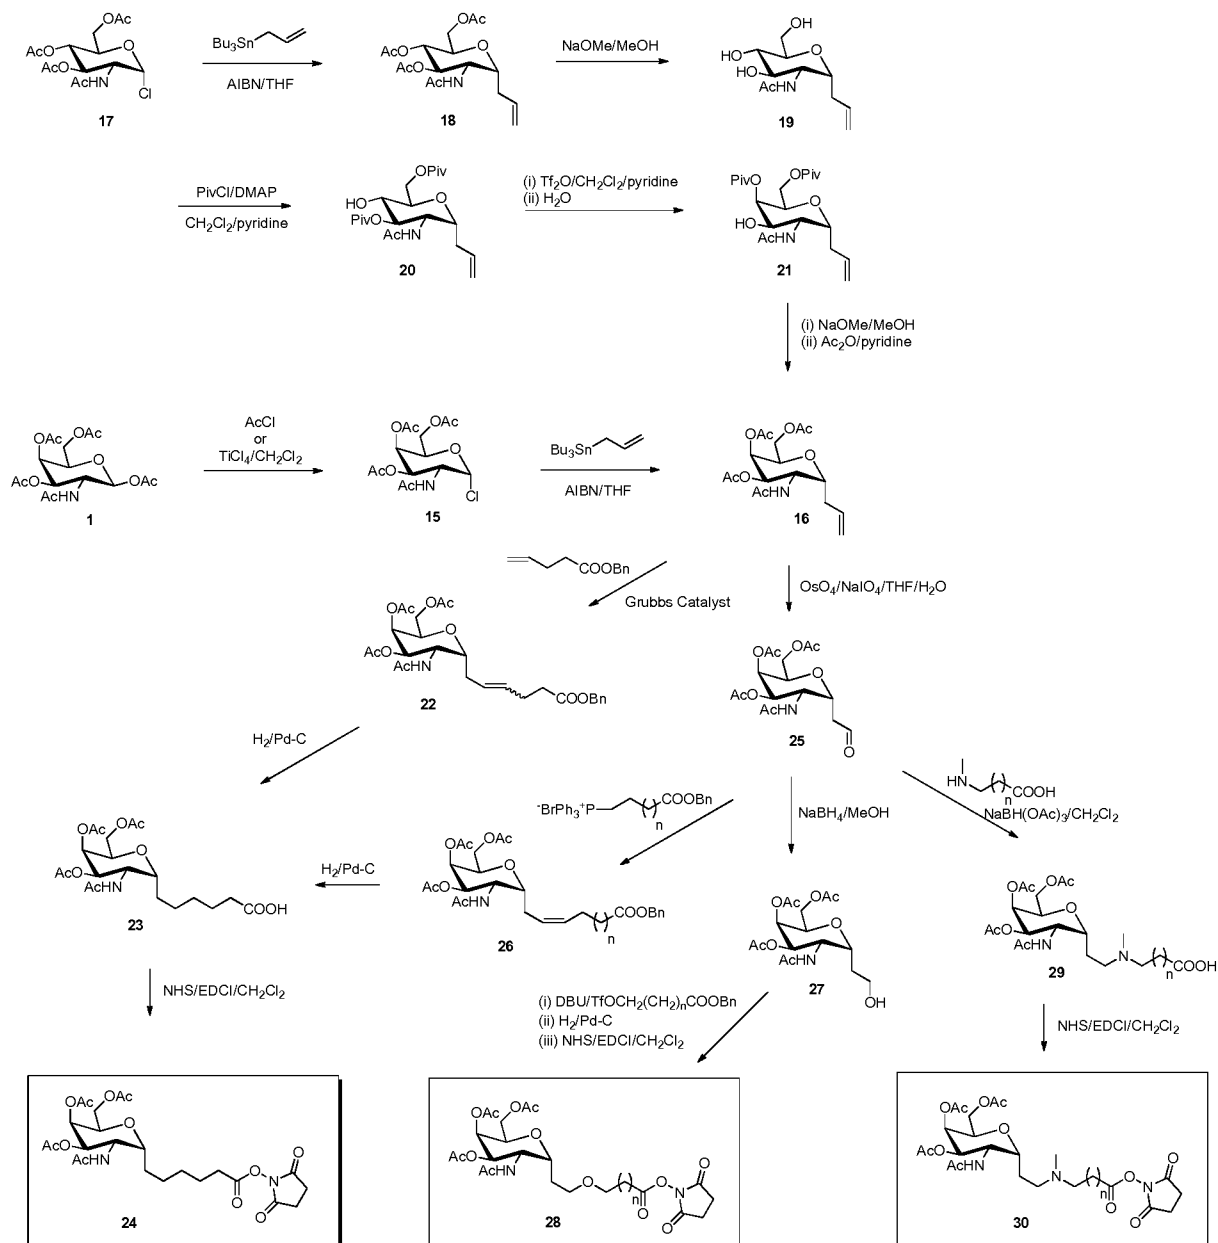 OAc
AcO
AcO
AcHN
O
Cl
17
Bu3Sn
AIBN/THF
OAc
AcO
AcO
AcHN
O
18
NaOMe/MeOH
HO
HO
HO
AcHN
O
19
PivCl/DMAP
CH2Cl2/pyridine
OPiv
HO
PivO
AcHN
O
20
(i) Tf2O/CH2Cl2/pyridine
(ii) H2O
PivO OPiv
HO
AcHN
O
21
(i) NaOMe/MeOH
(ii) Ac2O/pyridine
OAc OAc
O
AcO
AcHN
OAc
1
AcCl
or
TiCl4/CH2Cl2
OAc OAc
O
AcO
AcHN
Cl
15
Bu3Sn
AIBN/THF
OAc OAc
O
AcO
AcHN
16
COOBn
Grubbs Catalyst
OsO4/NaIO4/THF/H2O
OAc OAc
O
AcO
AcHN
COOBn
22
OAc OAc
O
AcO
AcHN
O
25
H2/Pd-C
-BrPh3+P
COOBn
n
NaBH4/MeOH
HN
COOH
n
NaBH(OAc)3/CH2Cl2
OAc OAc
O
AcO
AcHN
COOH
23
H2/Pd-C
OAc OAc
O
AcO
AcHN
COOBn
n
26
OAc OAc
O
AcO
AcHN
OH
27
OAc OAc
O
AcO
AcHN
N
COOH
n
29
NHS/EDCI/CH2Cl2
(i) DBU/TfOCH2(CH2)nCOOBn
(ii) H2/Pd-C
(iii) NHS/EDCI/CH2Cl2
NHS/EDCI/CH2Cl2
OAc OAc
O
AcO
AcHN
O
O
N
O
O
24
OAc OAc
O
AcO
AcHN
O
n
O
O
N
O
O
28
OAc OAc
O
AcO
AcHN
N
n
O
O
N
O
O
30